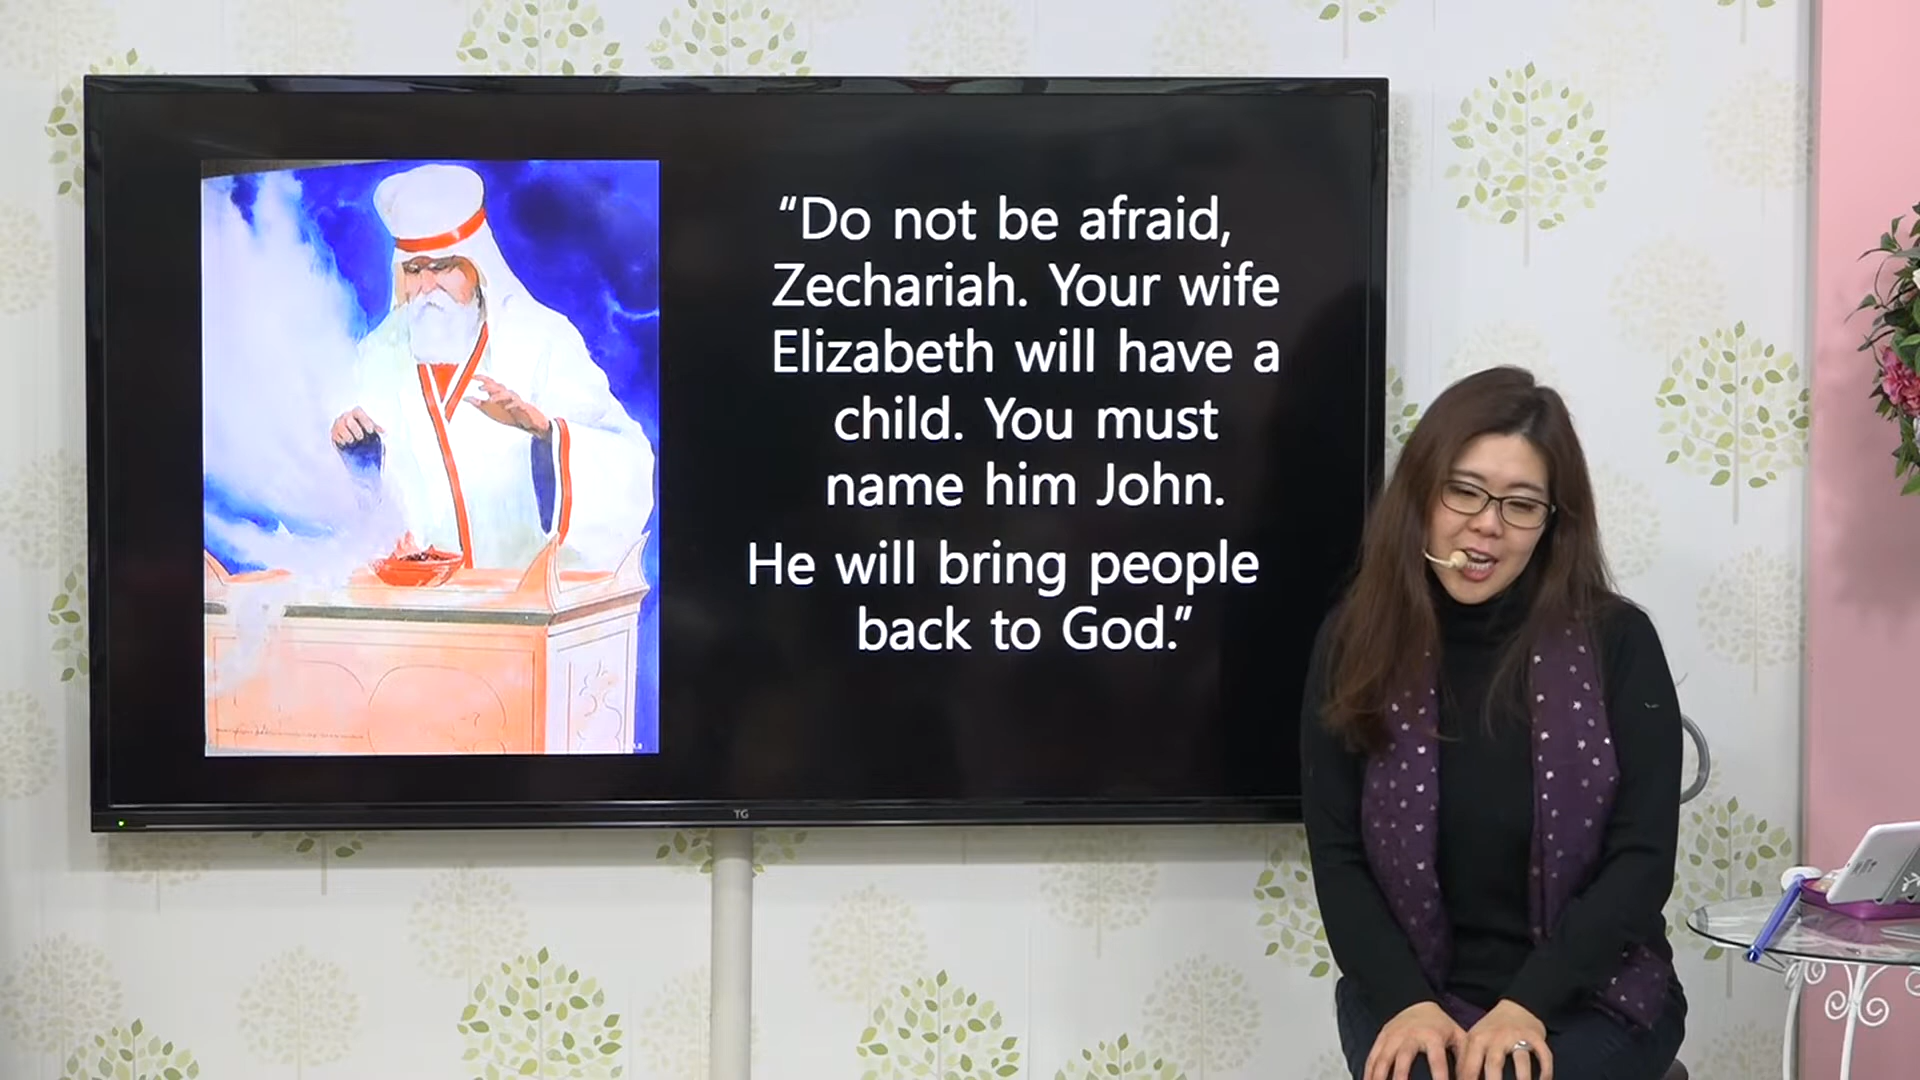 “Do not be afraid,
Zechariah. Your wife
Elizabeth will have a
child. You must
name him John.
He will bring people
back to God.”
TG